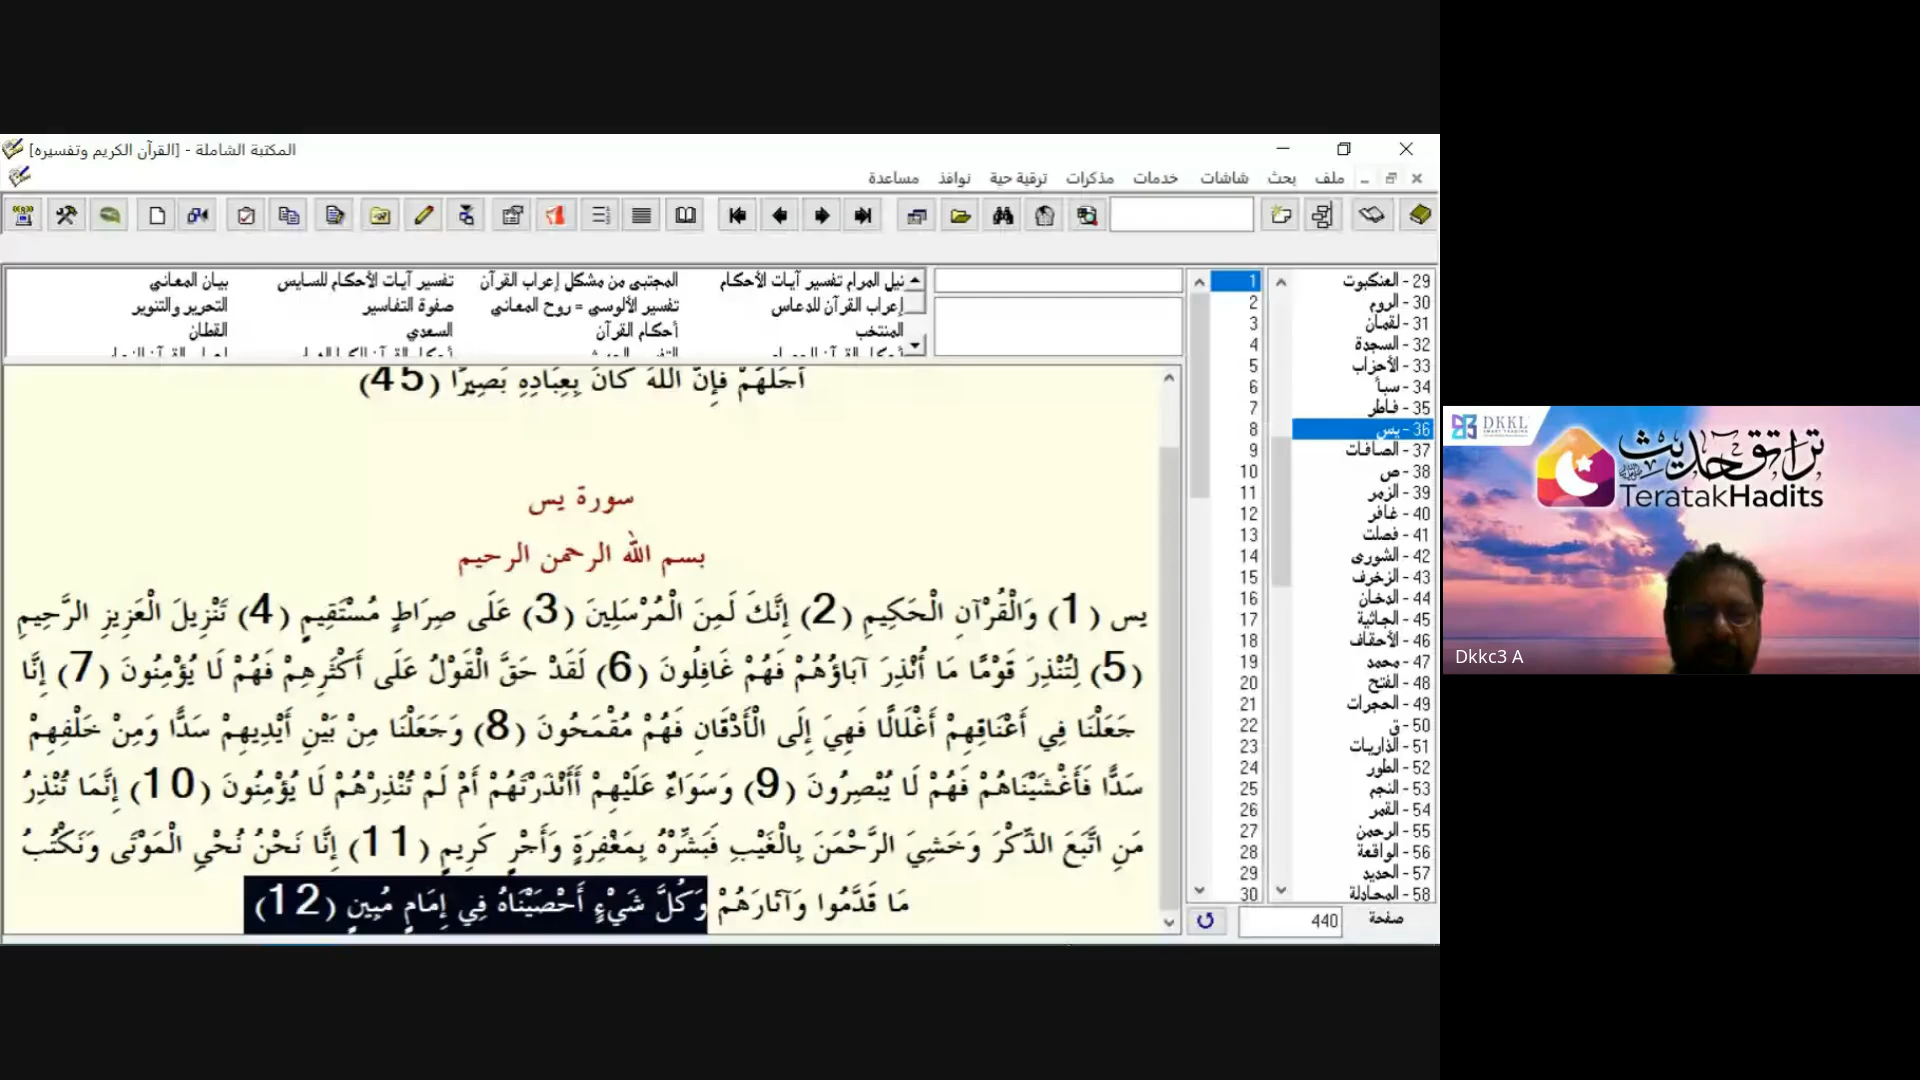 المكتبة الشاملة - [القرآن الكريم وتفسيره]
ملف بحث شاشات خدمات مذكرات ترقية حية نوافذ مساعدة
نيل المرام تفسير آيات الأحكام المجتبى من مشكل إعراب القرآن تفسير آيات الأحكام للسايس بيان المعاني
إعراب القرآن للدعاس تفسير الألوسي = روح المعاني صفوة التفاسير التحرير والتنوير
المنتخب أحكام القرآن السعدي القطان
أَجَلُهُمْ فَإِنَّ اللَّهَ كَانَ بِعِبَادِهِ بَصِيرًا (45)
سورة يس
بسم الله الرحمن الرحيم
يس (1) وَالْقُرْآنِ الْحَكِيمِ (2) إِنَّكَ لَمِنَ الْمُرْسَلِينَ (3) عَلَى صِرَاطٍ مُسْتَقِيمٍ (4) تَنْزِيلَ الْعَزِيزِ الرَّحِيمِ
(5) لِتُنْذِرَ قَوْمًا مَا أُنْذِرَ آبَاؤُهُمْ فَهُمْ غَافِلُونَ (6) لَقَدْ حَقَّ الْقَوْلُ عَلَى أَكْثَرِهِمْ فَهُمْ لَا يُؤْمِنُونَ (7) إِنَّا
جَعَلْنَا فِي أَعْنَاقِهِمْ أَغْلَالًا فَهِيَ إِلَى الْأَذْقَانِ فَهُمْ مُقْمَحُونَ (8) وَجَعَلْنَا مِنْ بَيْنِ أَيْدِيهِمْ سَدًّا وَمِنْ خَلْفِهِمْ
سَدًّا فَأَغْشَيْنَاهُمْ فَهُمْ لَا يُبْصِرُونَ (9) وَسَوَاءٌ عَلَيْهِمْ أَأَنْذَرْتَهُمْ أَمْ لَمْ تُنْذِرْهُمْ لَا يُؤْمِنُونَ (10) إِنَّمَا تُنْذِرُ
مَنِ اتَّبَعَ الذِّكْرَ وَخَشِيَ الرَّحْمَنَ بِالْغَيْبِ فَبَشِّرْهُ بِمَغْفِرَةٍ وَأَجْرٍ كَرِيمٍ (11) إِنَّا نَحْنُ نُحْيِ الْمَوْتَى وَنَكْتُبُ
مَا قَدَّمُوا وَآثَارَهُمْ وَكُلَّ شَيْءٍ أَحْصَيْنَاهُ فِي إِمَامٍ مُبِينٍ (12)
1
2
3
4
5
6
7
8
9
10
11
12
13
14
15
16
17
18
19
20
21
22
23
24
25
26
27
28
29
30
29 - العنكبوت
30 - الروم
31 - لقمان
32 - السجدة
33 - الأحزاب
34 - سبأ
35 - فاطر
36 - يس
37 - الصافات
38 - ص
39 - الزمر
40 - غافر
41 - فصلت
42 - الشورى
43 - الزخرف
44 - الدخان
45 - الجاثية
46 - الأحقاف
47 - محمد
48 - الفتح
49 - الحجرات
50 - ق
51 - الذاريات
52 - الطور
53 - النجم
54 - القمر
55 - الرحمن
56 - الواقعة
57 - الحديد
58 - المجادلة
صفحة 440
DKKL
تراتق حديث
TeratakHadits
Dkkc3 A